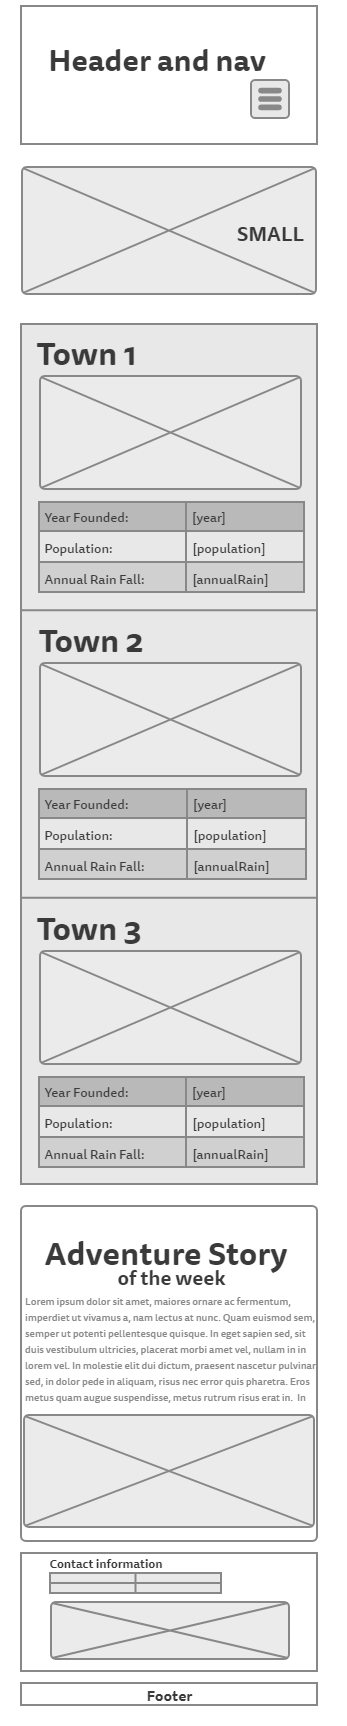 Header and nav
SMALL
Town 1
Year Founded: [year]
Population: [population]
Annual Rain Fall: [annualRain]
Town 2
Year Founded: [year]
Population: [population]
Annual Rain Fall: [annualRain]
Town 3
Year Founded: [year]
Population: [population]
Annual Rain Fall: [annualRain]
Adventure Story
of the week
Lorem ipsum dolor sit amet, maiores ornare ac fermentum,
imperdiet ut vivamus a, nam lectus at nunc. Quam euismod sem,
semper ut potenti pellentesque quisque. In eget sapien sed, sit
duis vestibulum ultricies, placerat morbi amet vel, nullam in in
lorem vel. In molestie elit dui dictum, praesent nascetur pulvinar
sed, in dolor pede in aliquam, risus nec error quis pharetra. Eros
metus quam augue suspendisse, metus rutrum risus erat in. In
Contact information
Footer